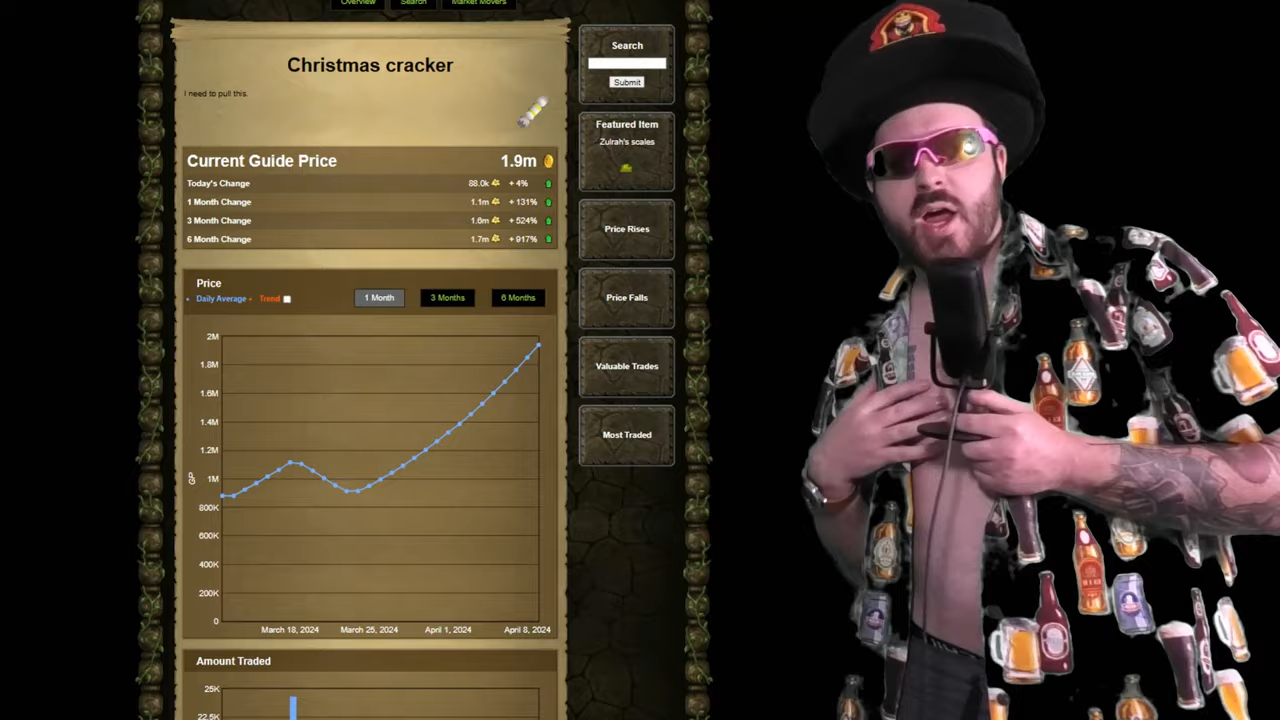 Overview Search Market Movers
Christmas cracker
I need to pull this.
Current Guide Price 1.9m
Today's Change 88.0k +4%
1 Month Change 1.1m +131%
3 Month Change 1.6m +524%
6 Month Change 1.7m +917%
Price
Daily Average Trend
1 Month 3 Months 6 Months
2M
1.8M
1.6M
1.4M
1.2M
1M
800K
600K
400K
200K
0
GP
March 18, 2024 March 25, 2024 April 1, 2024 April 8, 2024
Amount Traded
25K
22.5K
Search
Submit
Featured Item
Zulrah's scales
Price Rises
Price Falls
Valuable Trades
Most Traded